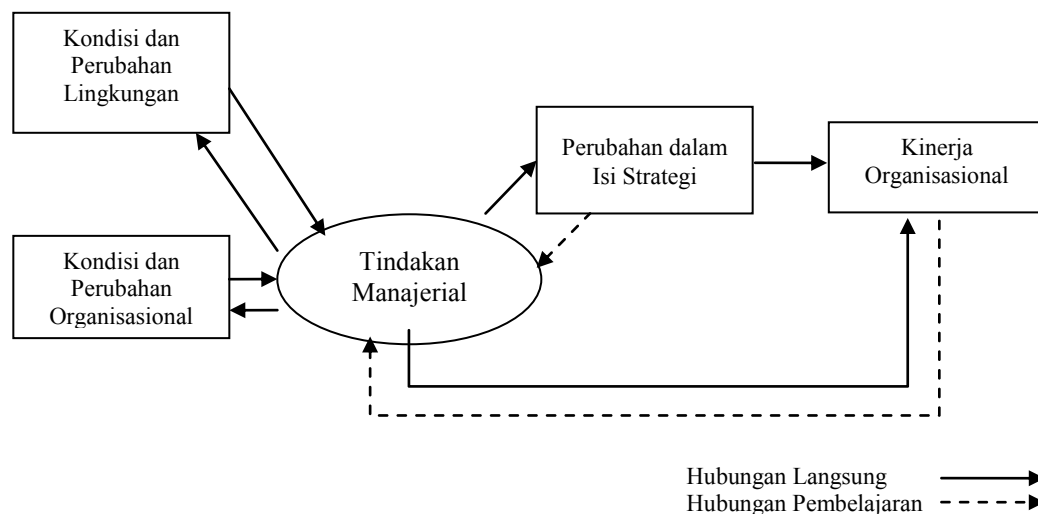 Kondisi dan
Perubahan
Lingkungan
Perubahan dalam
Isi Strategi
Kinerja
Organisasional
Kondisi dan
Perubahan
Organisasional
Tindakan
Manajerial
Hubungan Langsung
Hubungan Pembelajaran